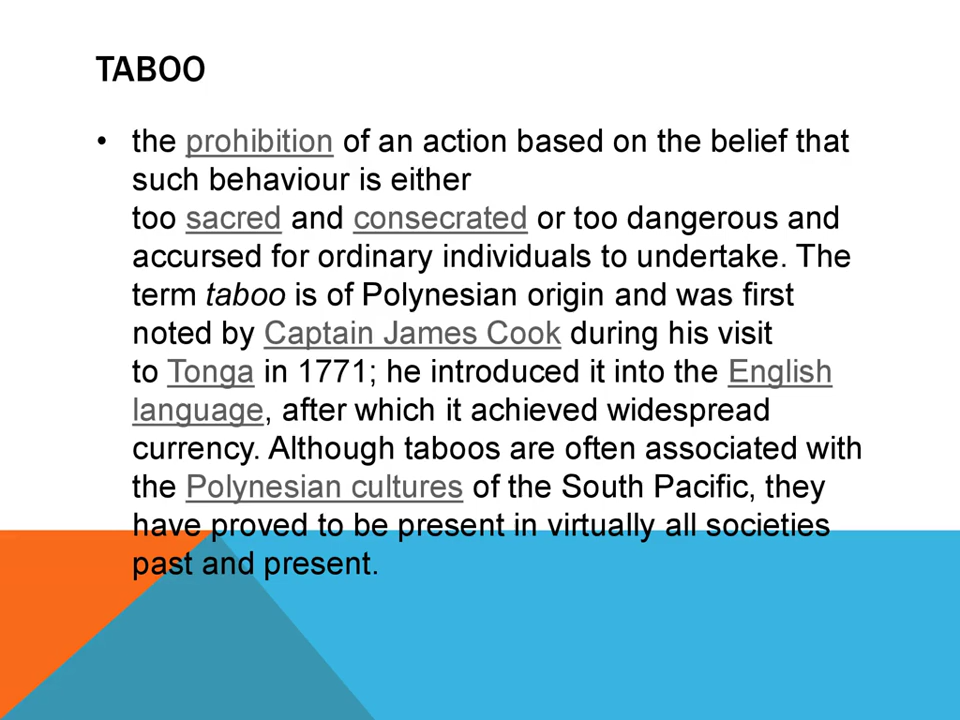 TABOO
• the prohibition of an action based on the belief that
such behaviour is either
too sacred and consecrated or too dangerous and
accursed for ordinary individuals to undertake. The
term taboo is of Polynesian origin and was first
noted by Captain James Cook during his visit
to Tonga in 1771; he introduced it into the English
language, after which it achieved widespread
currency. Although taboos are often associated with
the Polynesian cultures of the South Pacific, they
have proved to be present in virtually all societies
past and present.